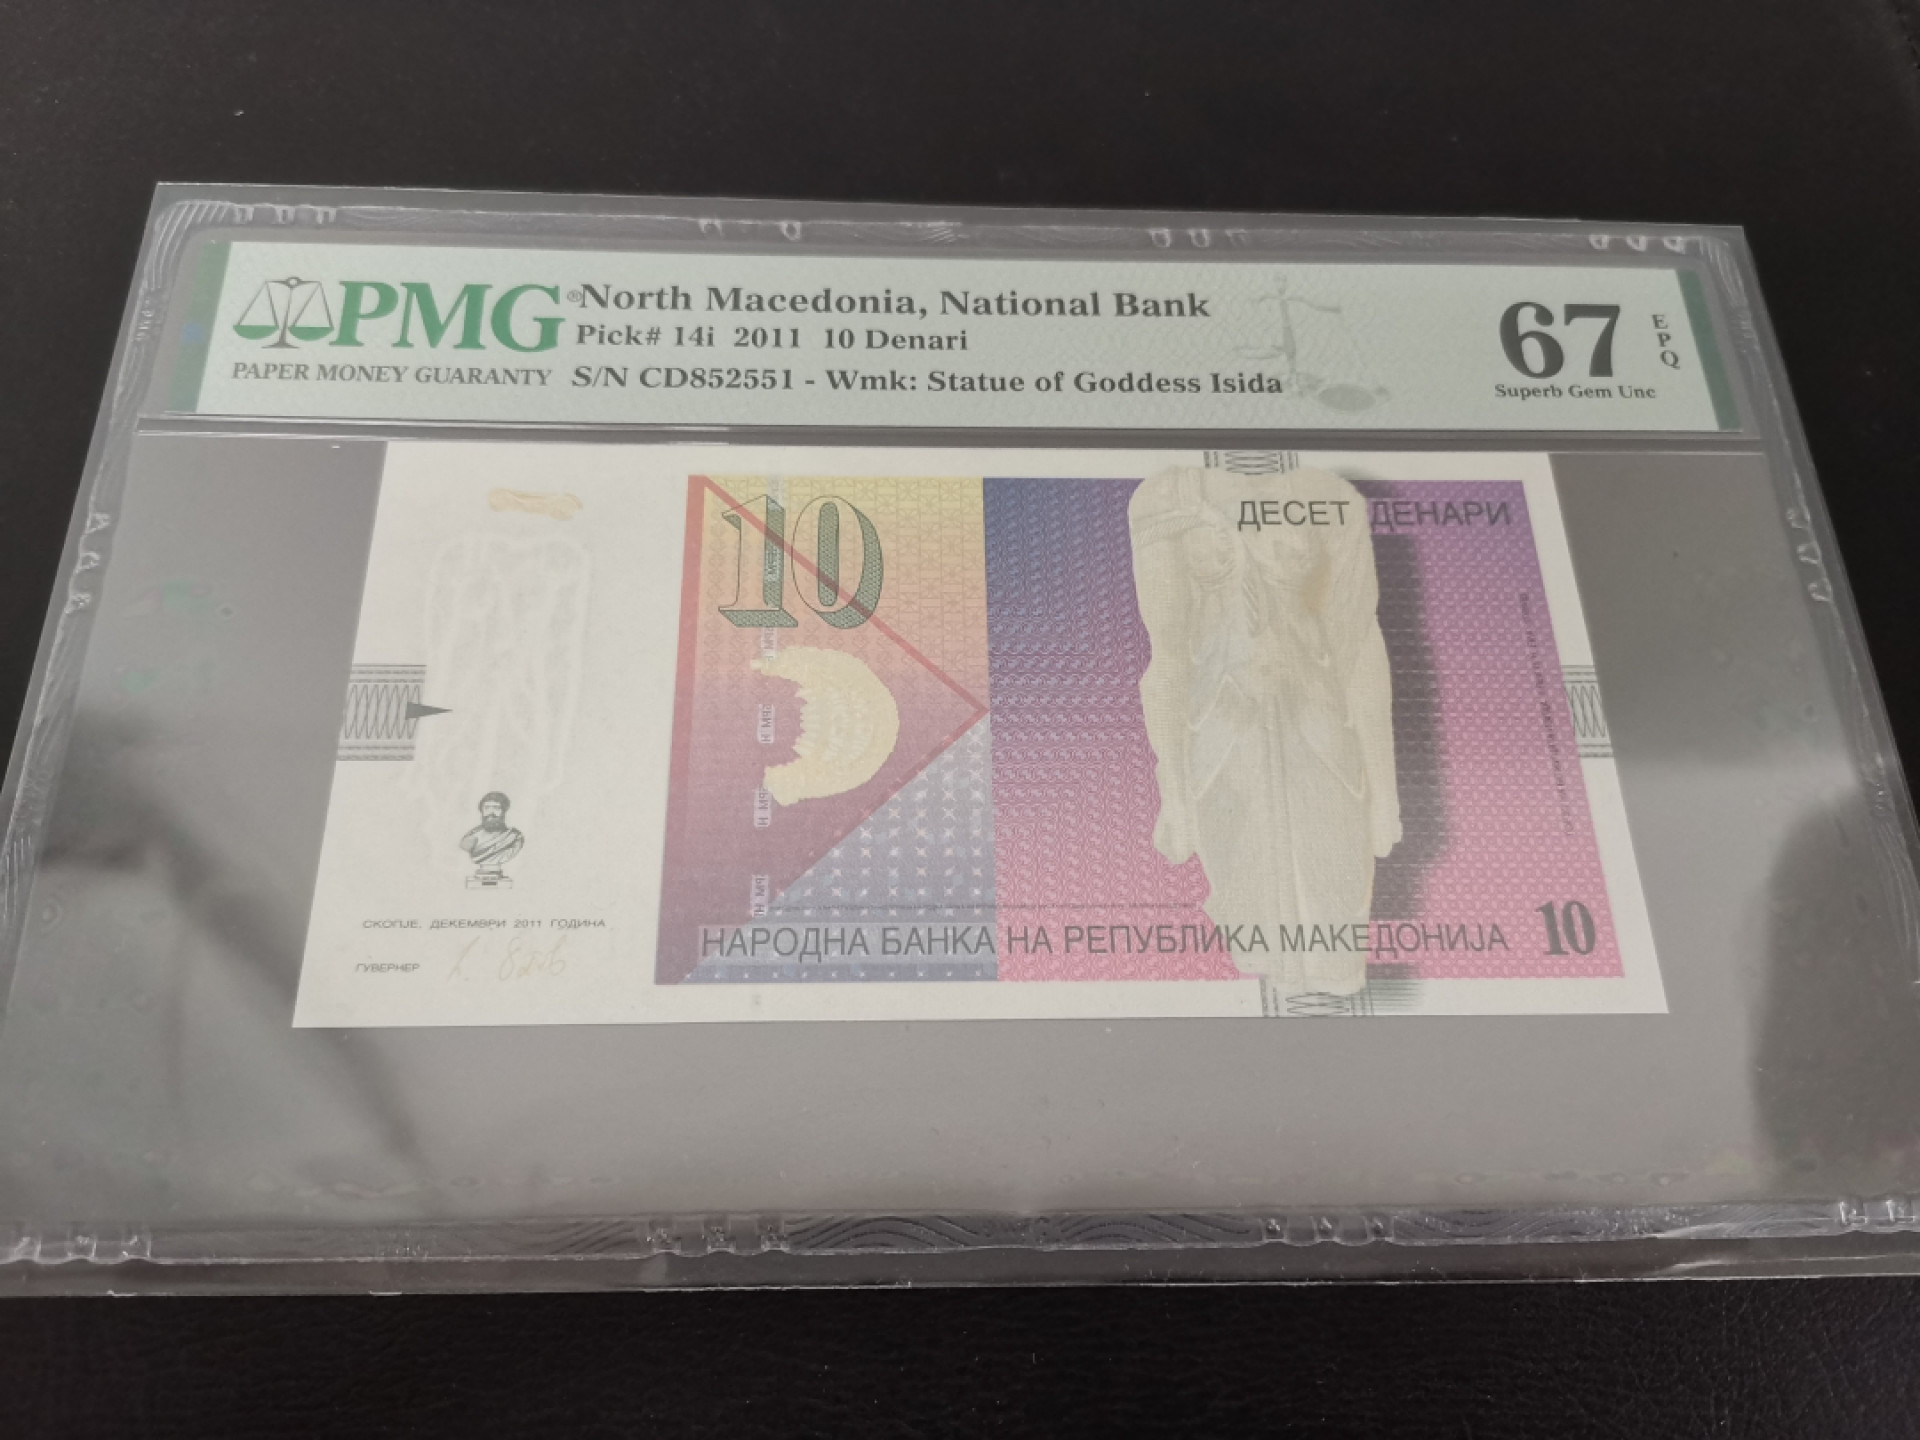 PMG®
PAPER MONEY GUARANTY
North Macedonia, National Bank
Pick# 14i 2011 10 Denari
S/N CD852551 - Wmk: Statue of Goddess Isida
67
EPQ
Superb Gem Unc
10
ДЕСЕТ ДЕНАРИ
СКОПЈЕ, ДЕКЕМВРИ 2011 ГОДИНА
ГУВЕРНЕР
НАРОДНА БАНКА НА РЕПУБЛИКА МАКЕДОНИЈА
10